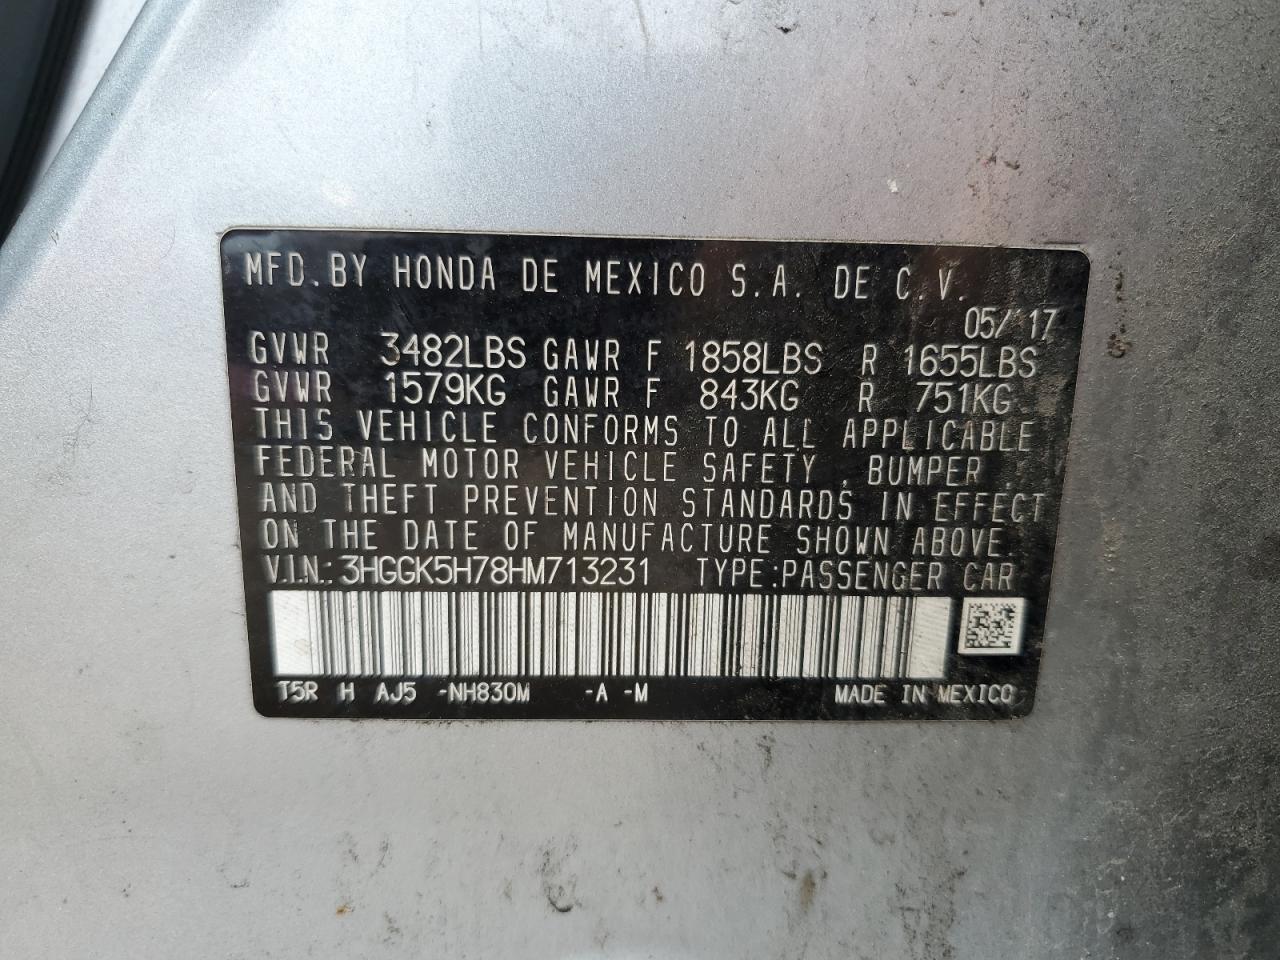 MFD. BY HONDA DE MEXICO S.A. DE C.V.
05/ 17
GVWR 3482LBS GAWR F 1858LBS R 1655LBS
GVWR 1579KG GAWR F 843KG R 751KG
THIS VEHICLE CONFORMS TO ALL APPLICABLE
FEDERAL MOTOR VEHICLE SAFETY , BUMPER ,
AND THEFT PREVENTION STANDARDS IN EFFECT
ON THE DATE OF MANUFACTURE SHOWN ABOVE.
V.I.N.: 3HGGK5H78HM713231 TYPE:PASSENGER CAR
T5R H AJ5 -NH830M -A -M MADE IN MEXICO